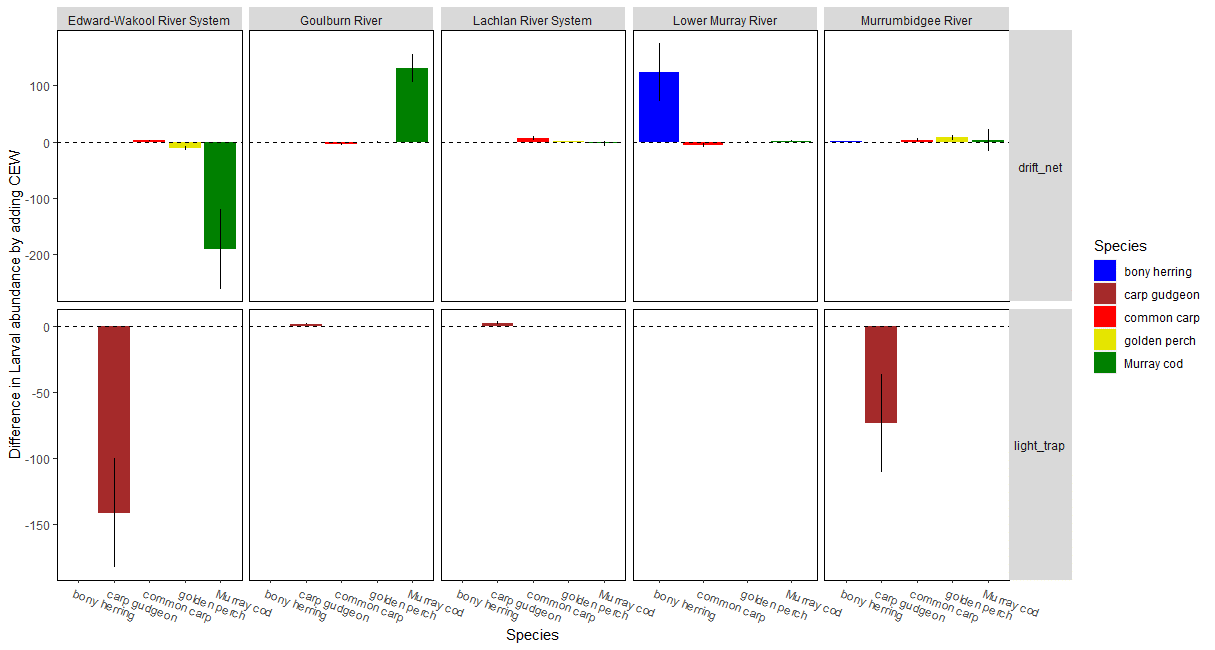 Edward-Wakool River System
Goulburn River
Lachlan River System
Lower Murray River
Murrumbidgee River
Difference in Larval abundance by adding CEW
100
0
-100
-200
drift_net
0
-50
-100
-150
light_trap
bony herring
carp gudgeon
common carp
golden perch
Murray cod
bony herring
carp gudgeon
common carp
golden perch
Murray cod
bony herring
carp gudgeon
common carp
golden perch
Murray cod
bony herring
common carp
golden perch
Murray cod
bony herring
carp gudgeon
common carp
golden perch
Murray cod
Species
Species
bony herring
carp gudgeon
common carp
golden perch
Murray cod